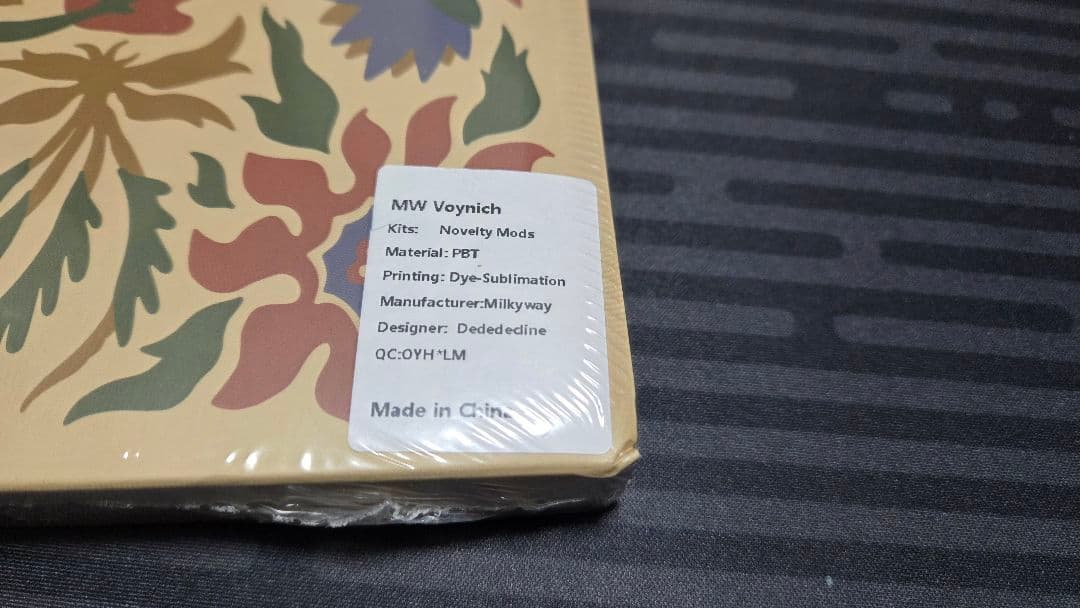 MW Voynich
Kits: Novelty Mods
Material: PBT
Printing: Dye-Sublimation
Manufacturer:Milkyway
Designer: Dedededine
QC:OYH*LM
Made in China